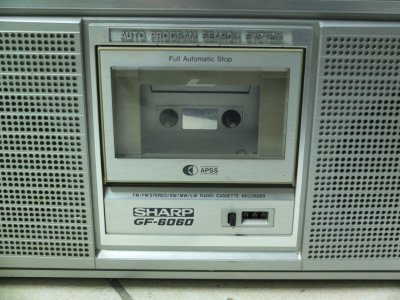 AUTO PROGRAM SEARCH SYSTEM
Full Automatic Stop
APSS
FM/FM STEREO/SW/MW/LW RADIO CASSETTE RECORDER
SHARP
GF-6060